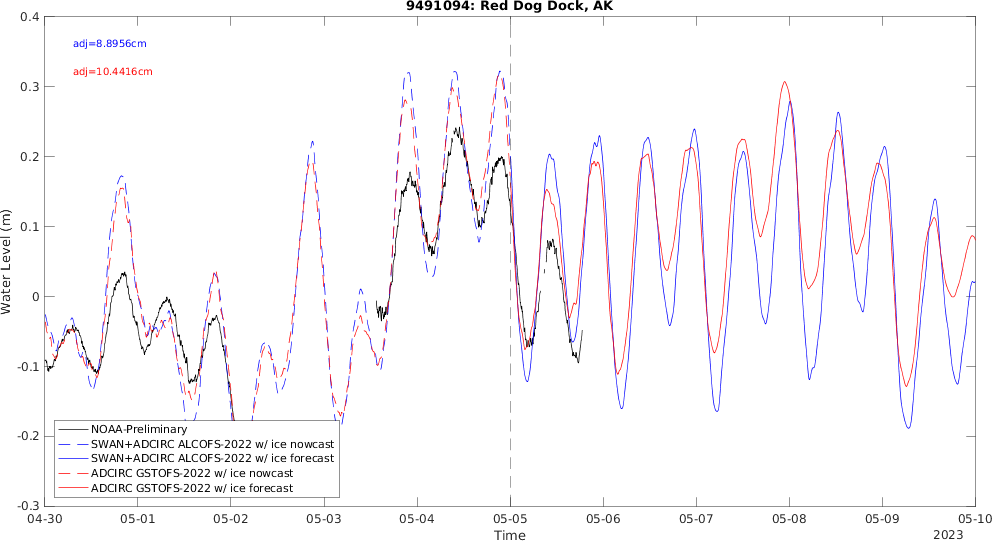 9491094: Red Dog Dock, AK
adj=8.8956cm
adj=10.4416cm
Water Level (m)
0.4
0.3
0.2
0.1
0
-0.1
-0.2
-0.3
NOAA-Preliminary
SWAN+ADCIRC ALCOFS-2022 w/ ice nowcast
SWAN+ADCIRC ALCOFS-2022 w/ ice forecast
ADCIRC GSTOFS-2022 w/ ice nowcast
ADCIRC GSTOFS-2022 w/ ice forecast
04-30 05-01 05-02 05-03 05-04 05-05 05-06 05-07 05-08 05-09 05-10
Time
2023